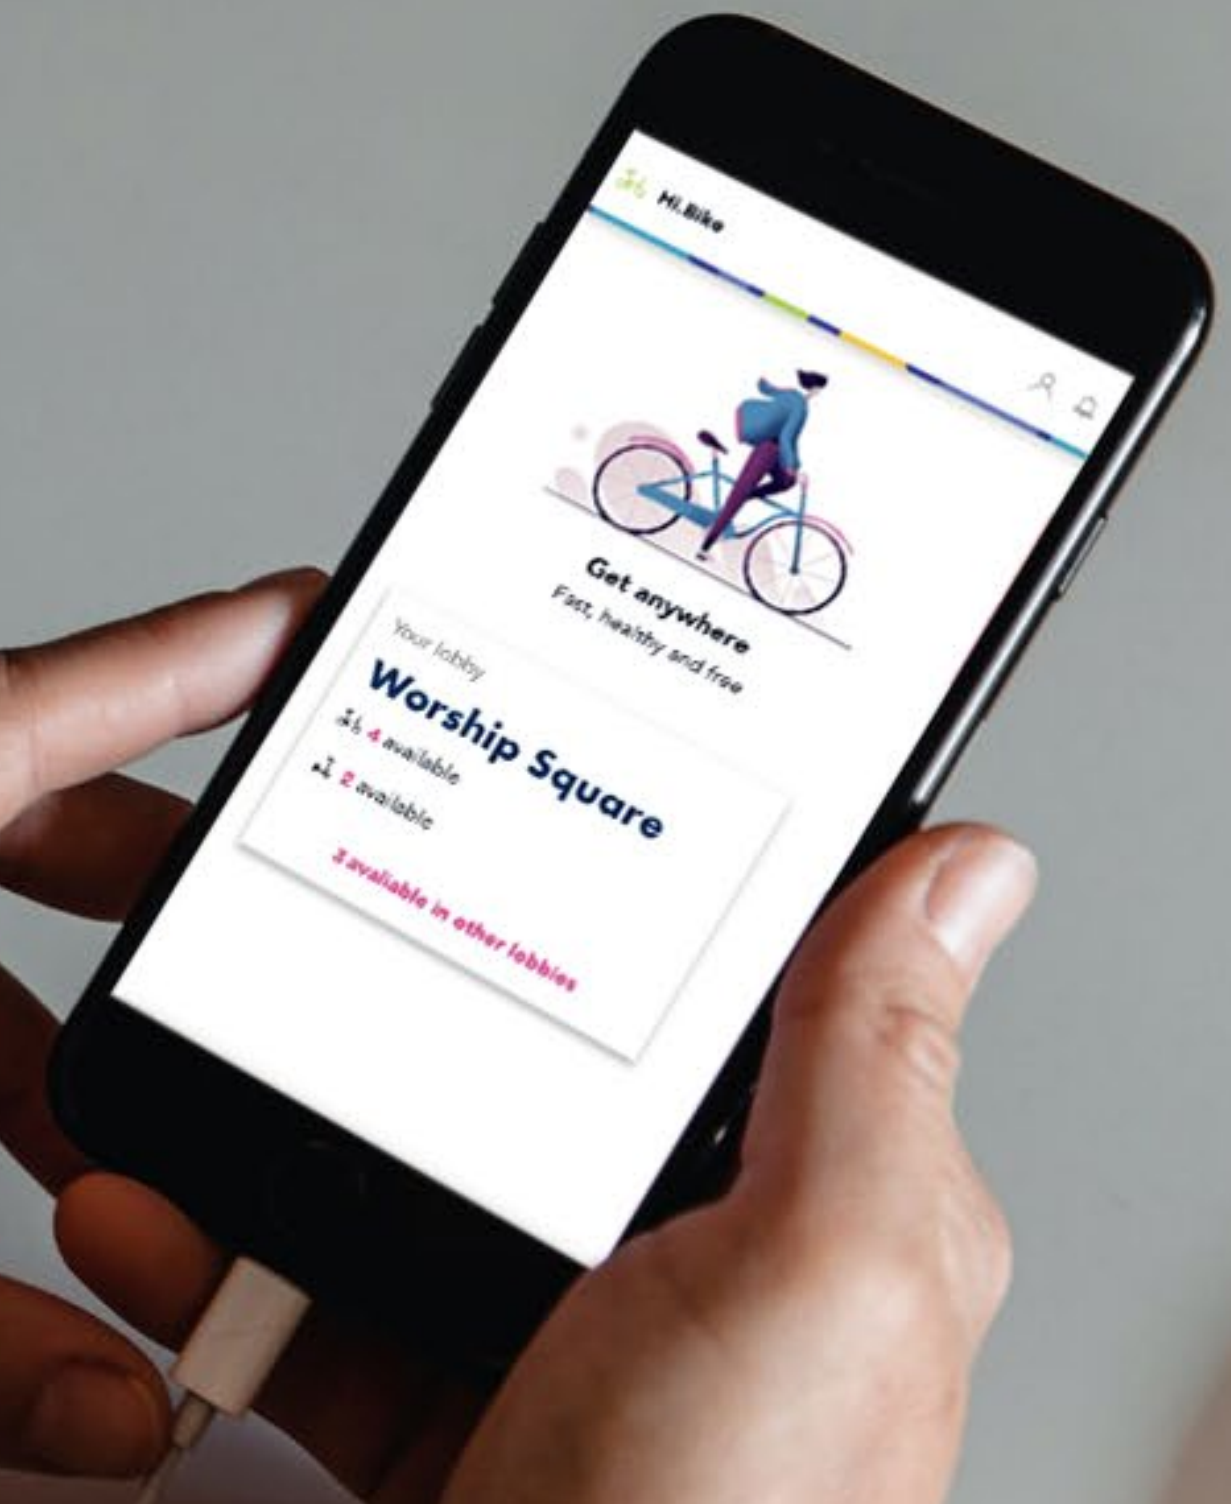 Hi.Bike
Get anywhere
Fast, healthy and free
Your lobby
Worship Square
4 available
2 available
3 avaliable in other lobbies